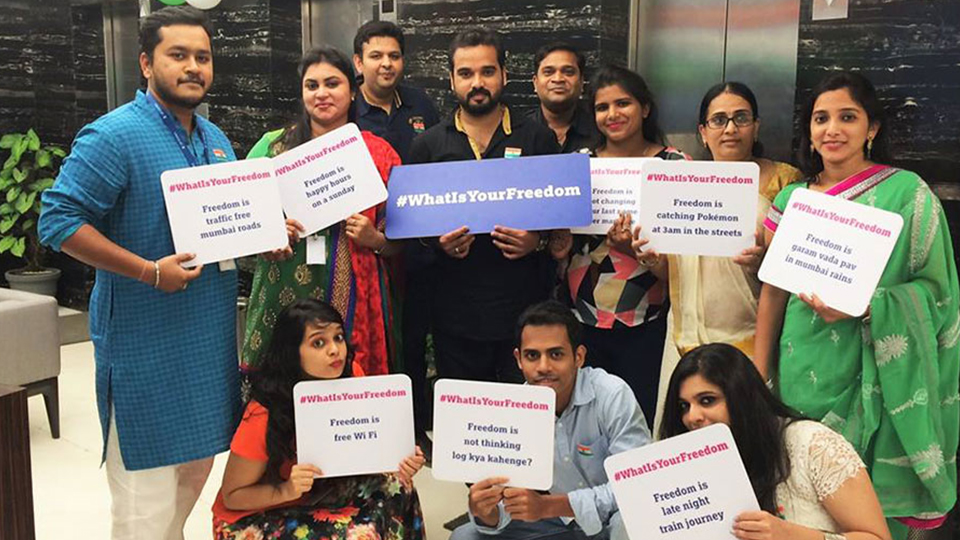 #WhatIsYourFreedom
Freedom is
traffic free
mumbai roads
#WhatIsYourFreedom
Freedom is
happy hours
on a sunday
#WhatIsYourFreedom
#WhatIsYourFreedom
Freedom is
catching Pokémon
at 3am in the streets
#WhatIsYourFreedom
Freedom is
garam vada pav
in mumbai rains
#WhatIsYourFreedom
Freedom is
free Wi Fi
#WhatIsYourFreedom
Freedom is
not thinking
log kya kahenge?
#WhatIsYourFreedom
Freedom is
late night
train journey